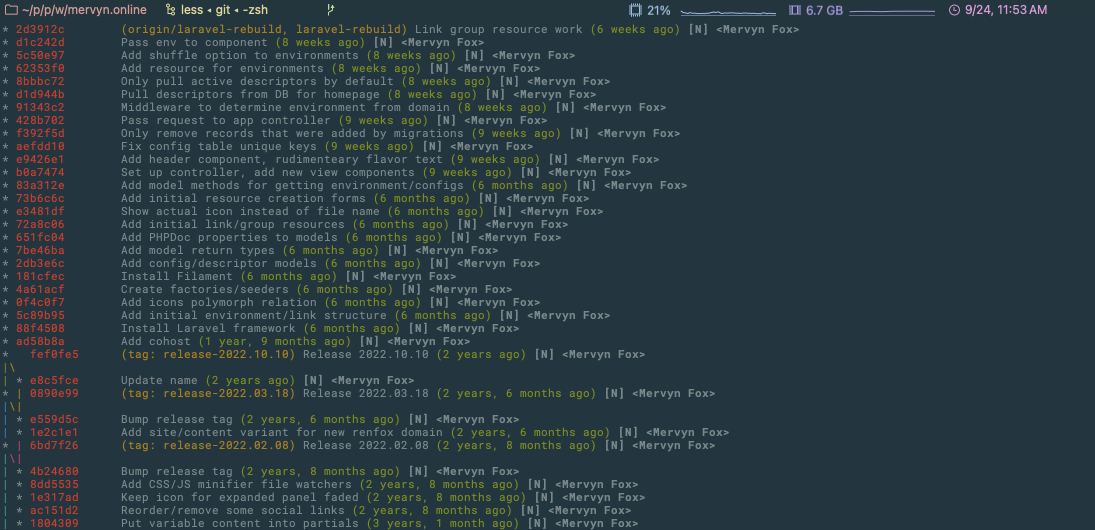 ~/p/p/w/mervyn.online less ◂ git ◂ -zsh 21% 6.7 GB 9/24, 11:53 AM
* 2d3912c (origin/laravel-rebuild, laravel-rebuild) Link group resource work (6 weeks ago) [N] <Mervyn Fox>
* d1c242d Pass env to component (8 weeks ago) [N] <Mervyn Fox>
* 5c50e97 Add shuffle option to environments (8 weeks ago) [N] <Mervyn Fox>
* 62353f0 Add resource for environments (8 weeks ago) [N] <Mervyn Fox>
* 8bbbc72 Only pull active descriptors by default (8 weeks ago) [N] <Mervyn Fox>
* d1d944b Pull descriptors from DB for homepage (8 weeks ago) [N] <Mervyn Fox>
* 91343c2 Middleware to determine environment from domain (8 weeks ago) [N] <Mervyn Fox>
* 428b702 Pass request to app controller (9 weeks ago) [N] <Mervyn Fox>
* f392f5d Only remove records that were added by migrations (9 weeks ago) [N] <Mervyn Fox>
* aefdd10 Fix config table unique keys (9 weeks ago) [N] <Mervyn Fox>
* e9426e1 Add header component, rudimenteary flavor text (9 weeks ago) [N] <Mervyn Fox>
* b0a7474 Set up controller, add new view components (9 weeks ago) [N] <Mervyn Fox>
* 83a312e Add model methods for getting environment/configs (6 months ago) [N] <Mervyn Fox>
* 73b6c6c Add initial resource creation forms (6 months ago) [N] <Mervyn Fox>
* e3481df Show actual icon instead of file name (6 months ago) [N] <Mervyn Fox>
* 72a8c06 Add initial link/group resources (6 months ago) [N] <Mervyn Fox>
* 651fc04 Add PHPDoc properties to models (6 months ago) [N] <Mervyn Fox>
* 7be46ba Add model return types (6 months ago) [N] <Mervyn Fox>
* 2db3e6c Add config/descriptor models (6 months ago) [N] <Mervyn Fox>
* 181cfec Install Filament (6 months ago) [N] <Mervyn Fox>
* 4a61acf Create factories/seeders (6 months ago) [N] <Mervyn Fox>
* 0f4c0f7 Add icons polymorph relation (6 months ago) [N] <Mervyn Fox>
* 5c89b95 Add initial environment/link structure (6 months ago) [N] <Mervyn Fox>
* 88f4508 Install Laravel framework (6 months ago) [N] <Mervyn Fox>
* ad58b8a Add cohost (1 year, 9 months ago) [N] <Mervyn Fox>
* fef0fe5 (tag: release-2022.10.10) Release 2022.10.10 (2 years ago) [N] <Mervyn Fox>
|\
| * e8c5fce Update name (2 years ago) [N] <Mervyn Fox>
* | 0890e99 (tag: release-2022.03.18) Release 2022.03.18 (2 years, 6 months ago) [N] <Mervyn Fox>
|\|
| * e559d5c Bump release tag (2 years, 6 months ago) [N] <Mervyn Fox>
| * 1e2c1e1 Add site/content variant for new renfox domain (2 years, 6 months ago) [N] <Mervyn Fox>
* | 6bd7f26 (tag: release-2022.02.08) Release 2022.02.08 (2 years, 8 months ago) [N] <Mervyn Fox>
|\|
| * 4b24680 Bump release tag (2 years, 8 months ago) [N] <Mervyn Fox>
| * 8dd5535 Add CSS/JS minifier file watchers (2 years, 8 months ago) [N] <Mervyn Fox>
| * 1e317ad Keep icon for expanded panel faded (2 years, 8 months ago) [N] <Mervyn Fox>
| * ac151d2 Reorder/remove some social links (2 years, 8 months ago) [N] <Mervyn Fox>
| * 1804309 Put variable content into partials (3 years, 1 month ago) [N] <Mervyn Fox>